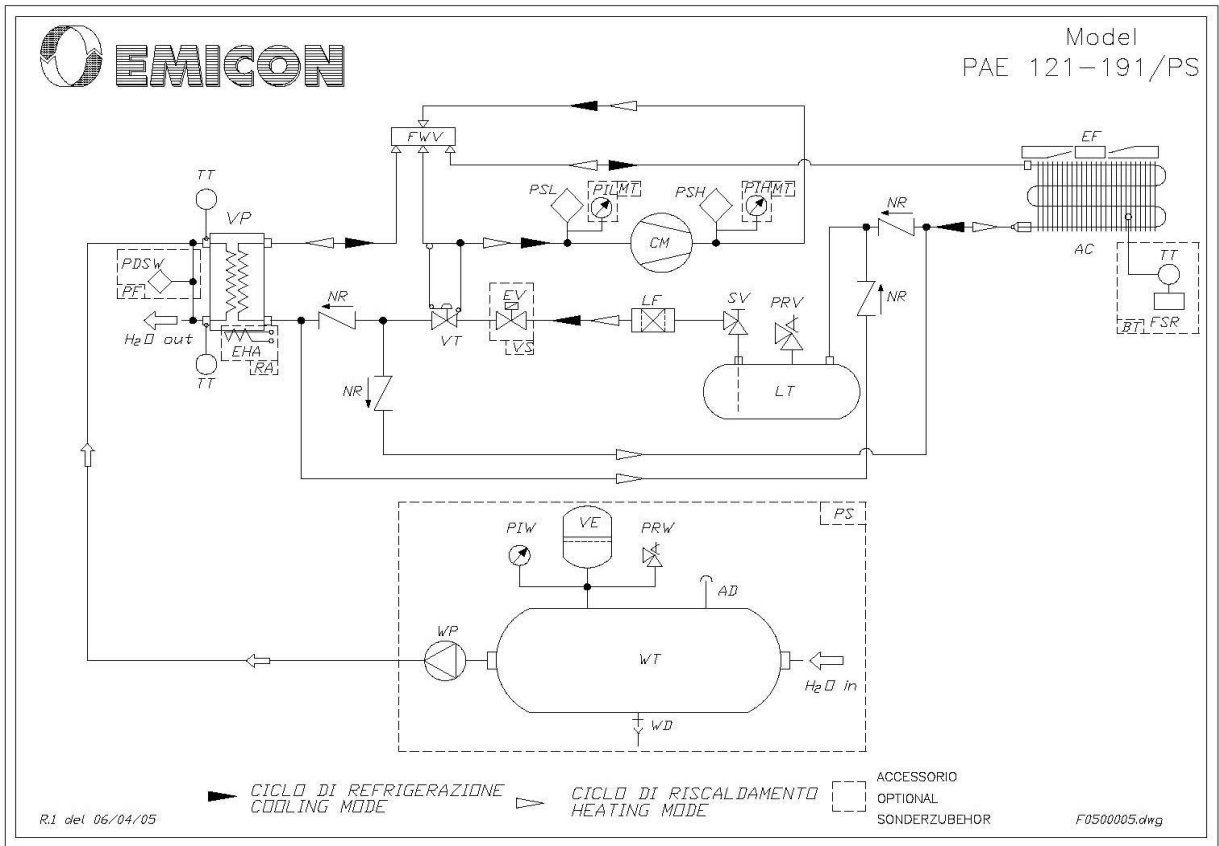 EMICON
Model
PAE 121-191/PS
FWV
EF
TT
VP
PSL
PIL
MT
PSH
PIH
MT
NR
CM
AC
TT
PDSW
PF
NR
EV
LF
SV
PRV
NR
FSR
BT
H₂O out
EHA
RA
VT
VS
TT
NR
LT
PS
PIW
VE
PRW
AD
WP
WT
H₂O in
WD
CICLO DI REFRIGERAZIONE
COOLING MODE
CICLO DI RISCALDAMENTO
HEATING MODE
ACCESSORIO
OPTIONAL
SONDERZUBEHOR
R.1 del 06/04/05
F0500005.dwg